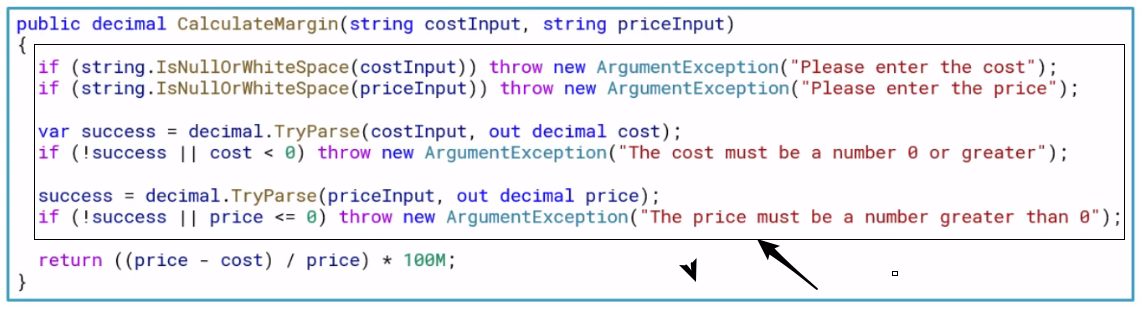 public decimal CalculateMargin(string costInput, string priceInput)
{
if (string.IsNullOrWhiteSpace(costInput)) throw new ArgumentException("Please enter the cost");
if (string.IsNullOrWhiteSpace(priceInput)) throw new ArgumentException("Please enter the price");
var success = decimal.TryParse(costInput, out decimal cost);
if (!success || cost < 0) throw new ArgumentException("The cost must be a number 0 or greater");
success = decimal.TryParse(priceInput, out decimal price);
if (!success || price <= 0) throw new ArgumentException("The price must be a number greater than 0");
return ((price - cost) / price) * 100M;
}